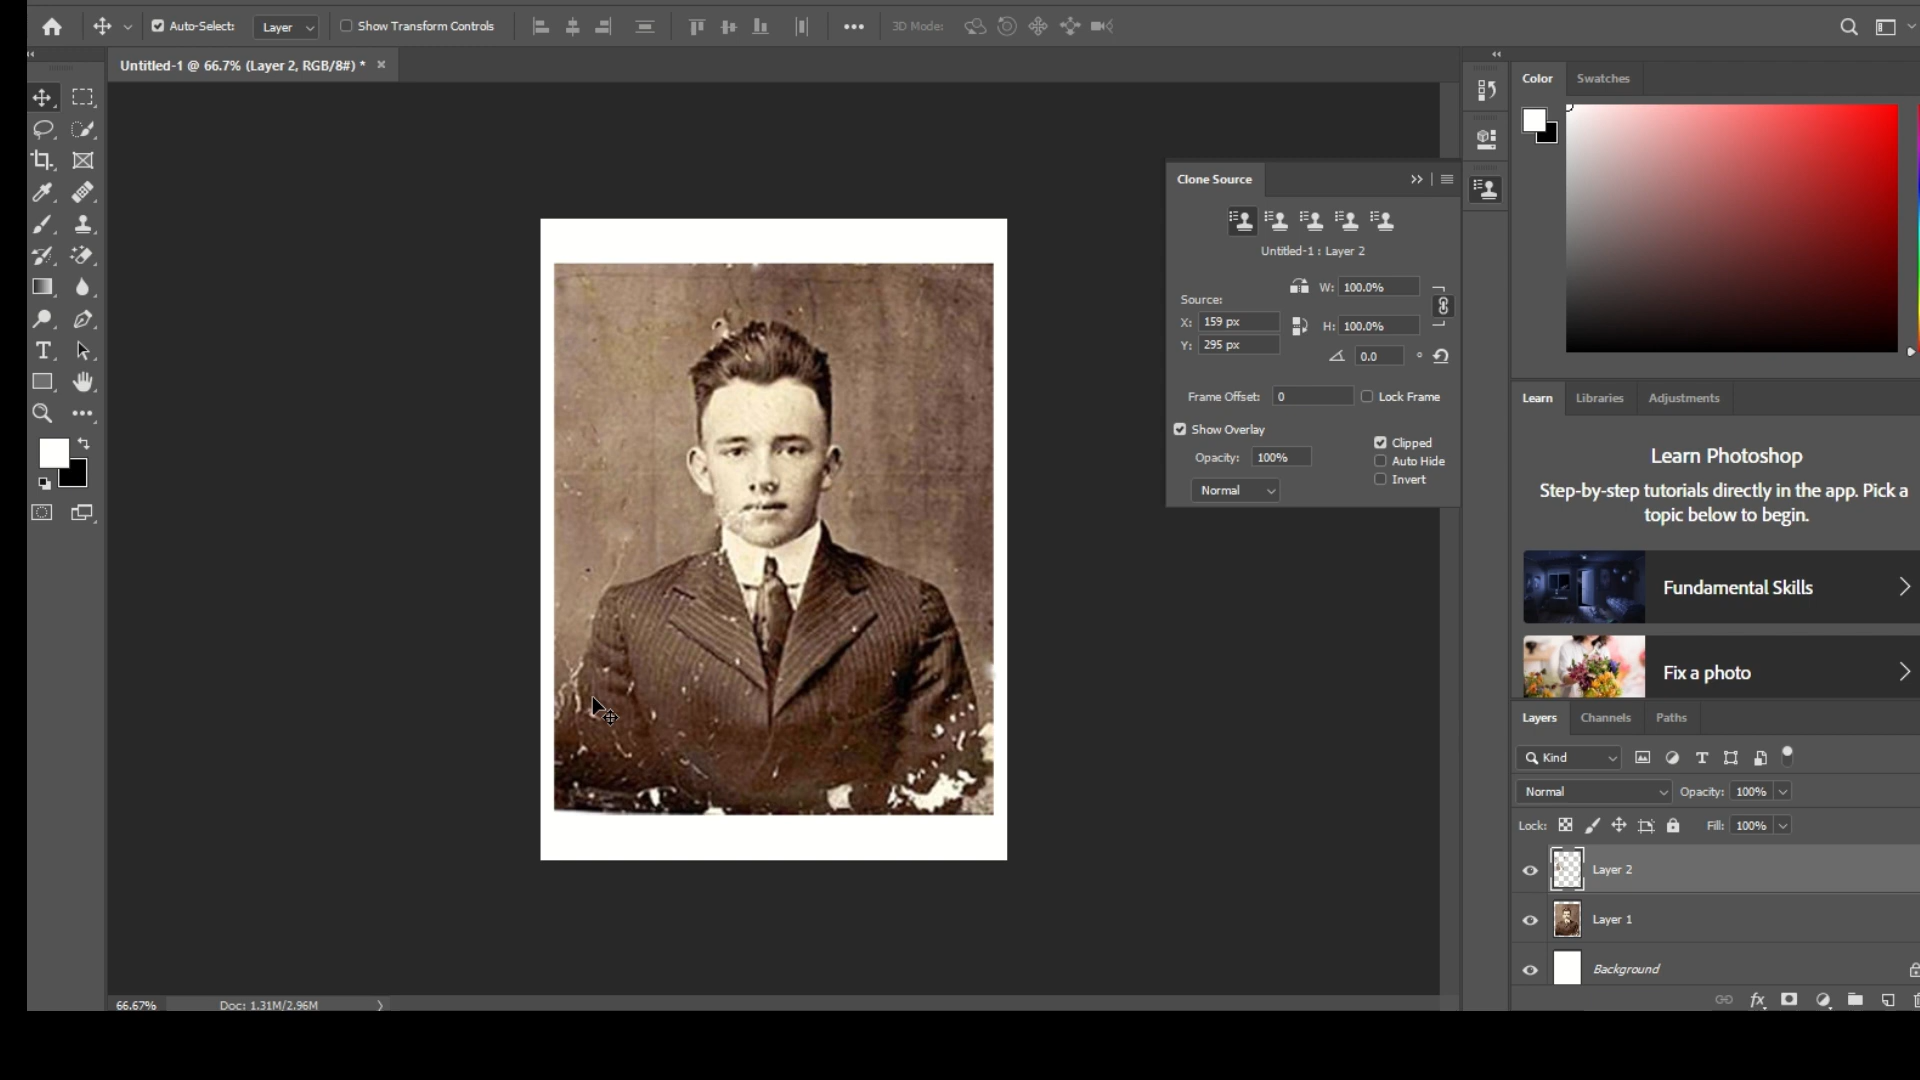 Auto-Select: Layer Show Transform Controls 3D Mode:
Untitled-1 @ 66.7% (Layer 2, RGB/8#) *
Color Swatches
Clone Source
Untitled-1 : Layer 2
W: 100.0%
Source:
X: 159 px
H: 100.0%
Y: 295 px
0.0 °
Frame Offset: 0 Lock Frame
Show Overlay
Clipped
Opacity: 100%
Auto Hide
Invert
Normal
Learn Libraries Adjustments
Learn Photoshop
Step-by-step tutorials directly in the app. Pick a
topic below to begin.
Fundamental Skills
Fix a photo
Layers Channels Paths
Kind
Normal Opacity: 100%
Lock: Fill: 100%
Layer 2
Layer 1
Background
fx
66.67% Doc: 1.31M/2.96M